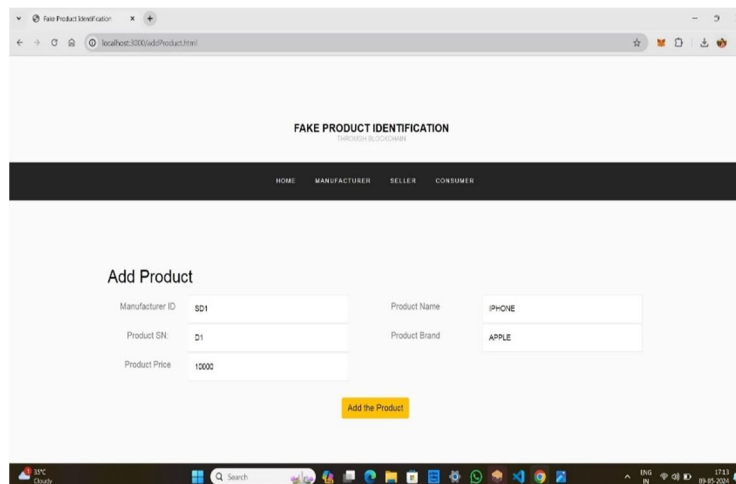 Fake Product Identification
localhost:3000/addProduct.html
FAKE PRODUCT IDENTIFICATION
THROUGH BLOCKCHAIN
HOME MANUFACTURER SELLER CONSUMER
Add Product
Manufacturer ID SD1 Product Name IPHONE
Product SN: D1 Product Brand APPLE
Product Price 10000
Add the Product
35°C
Cloudy
Search
ENG
IN
17:13
09-05-2024